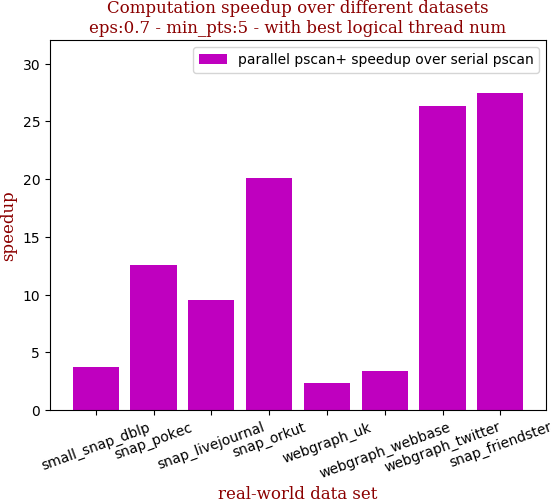 Computation speedup over different datasets
eps:0.7 - min_pts:5 - with best logical thread num
parallel pscan+ speedup over serial pscan
speedup
30
25
20
15
10
5
0
small_snap_dblp
snap_pokec
snap_livejournal
snap_orkut
webgraph_uk
webgraph_webbase
webgraph_twitter
snap_friendster
real-world data set